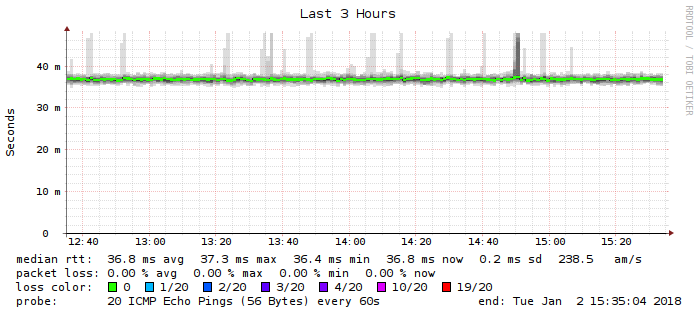 Last 3 Hours
RRDTOOL / TOBI OETIKER
Seconds
40 m
30 m
20 m
10 m
0
12:40 13:00 13:20 13:40 14:00 14:20 14:40 15:00 15:20
median rtt: 36.8 ms avg 37.3 ms max 36.4 ms min 36.8 ms now 0.2 ms sd 238.5 am/s
packet loss: 0.00 % avg 0.00 % max 0.00 % min 0.00 % now
loss color: 0 1/20 2/20 3/20 4/20 10/20 19/20
probe: 20 ICMP Echo Pings (56 Bytes) every 60s end: Tue Jan 2 15:35:04 2018